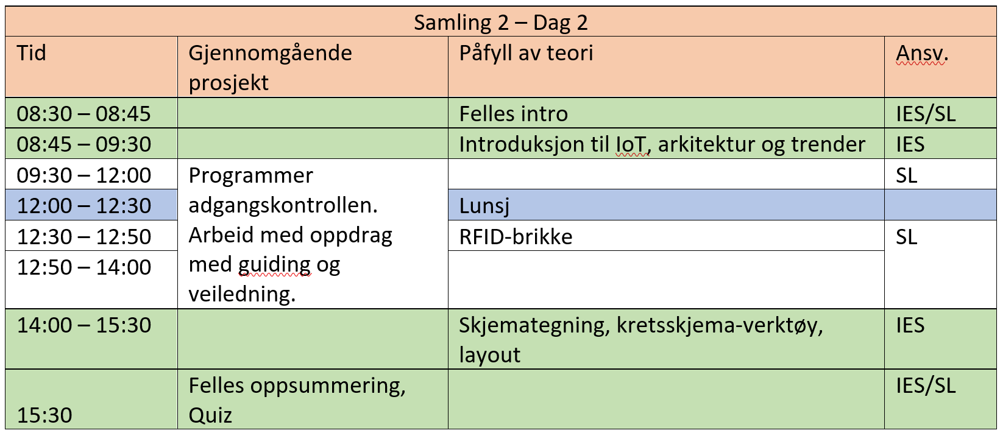 Samling 2 – Dag 2
Tid
Gjennomgående
prosjekt
Påfyll av teori
Ansv.
08:30 – 08:45
Felles intro
IES/SL
08:45 – 09:30
Introduksjon til IoT, arkitektur og trender
IES
09:30 – 12:00
Programmer
adgangskontrollen.
Arbeid med oppdrag
med guiding og
veiledning.
SL
12:00 – 12:30
Lunsj
12:30 – 12:50
RFID-brikke
SL
12:50 – 14:00
14:00 – 15:30
Skjemategning, kretsskjema-verktøy,
layout
IES
15:30
Felles oppsummering,
Quiz
IES/SL